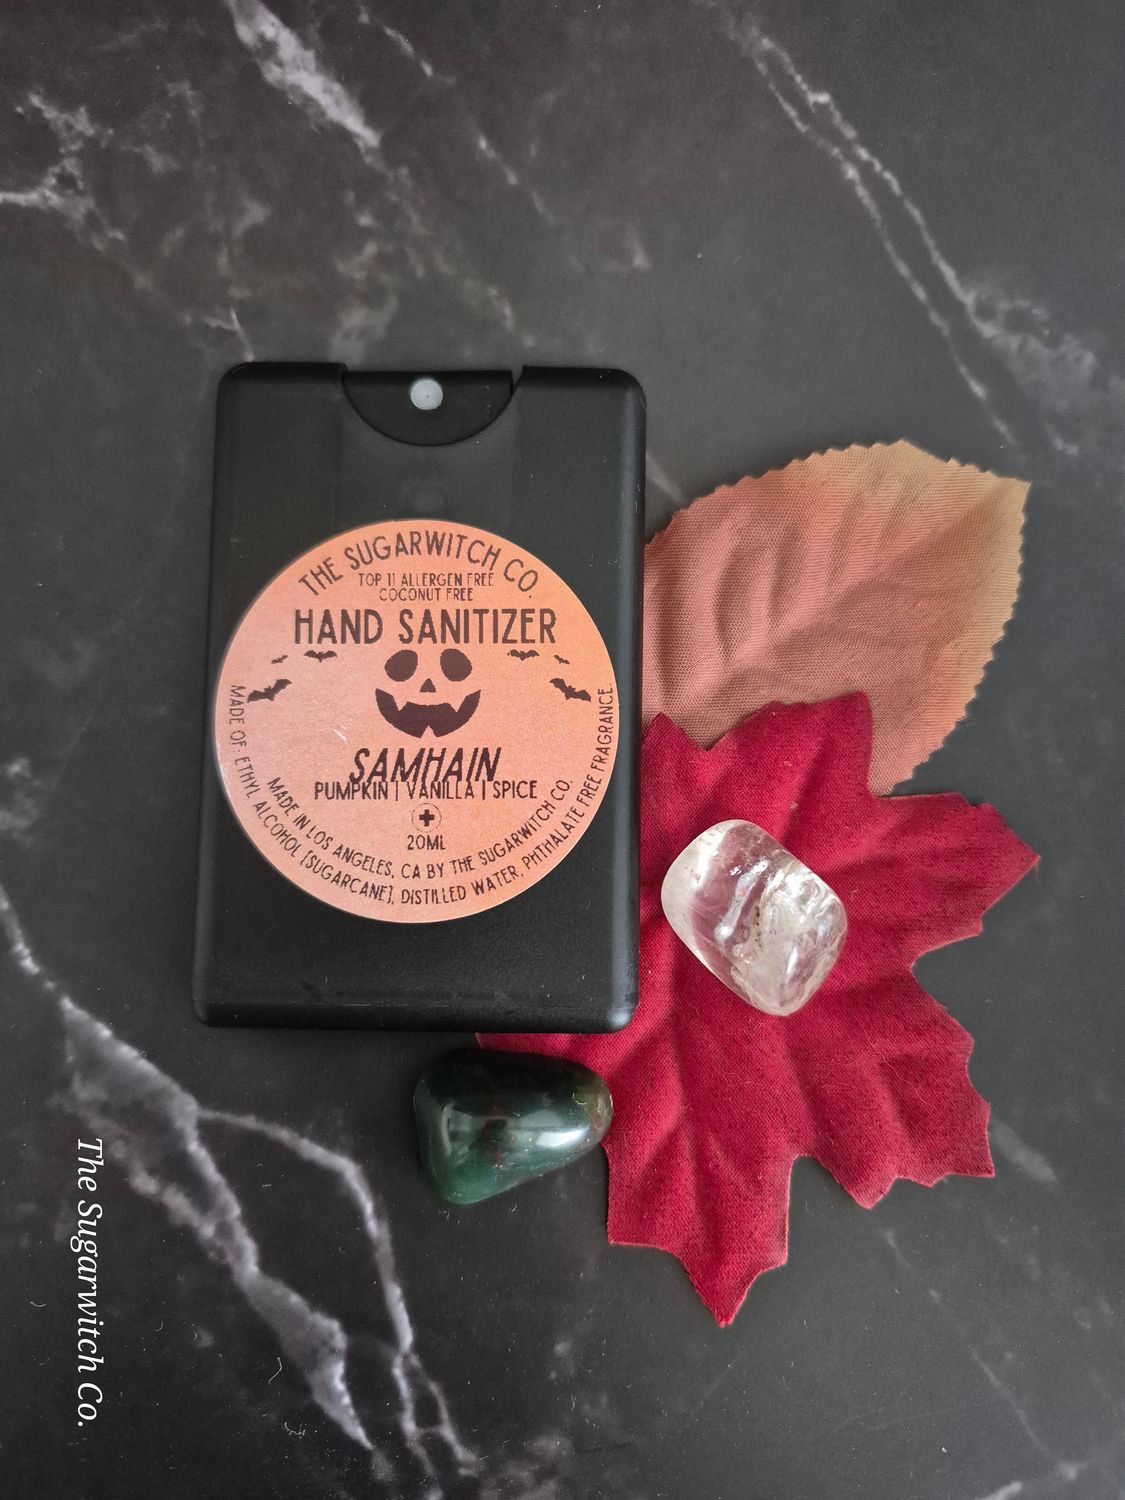 THE SUGARWITCH CO.
TOP 11 ALLERGEN FREE
COCONUT FREE
HAND SANITIZER
SAMHAIN
PUMPKIN | VANILLA | SPICE
20ML
MADE IN LOS ANGELES, CA BY THE SUGARWITCH CO.
MADE OF: ETHYL ALCOHOL [SUGARCANE], DISTILLED WATER, PHTHALATE FREE FRAGRANCE.
The Sugarwitch Co.